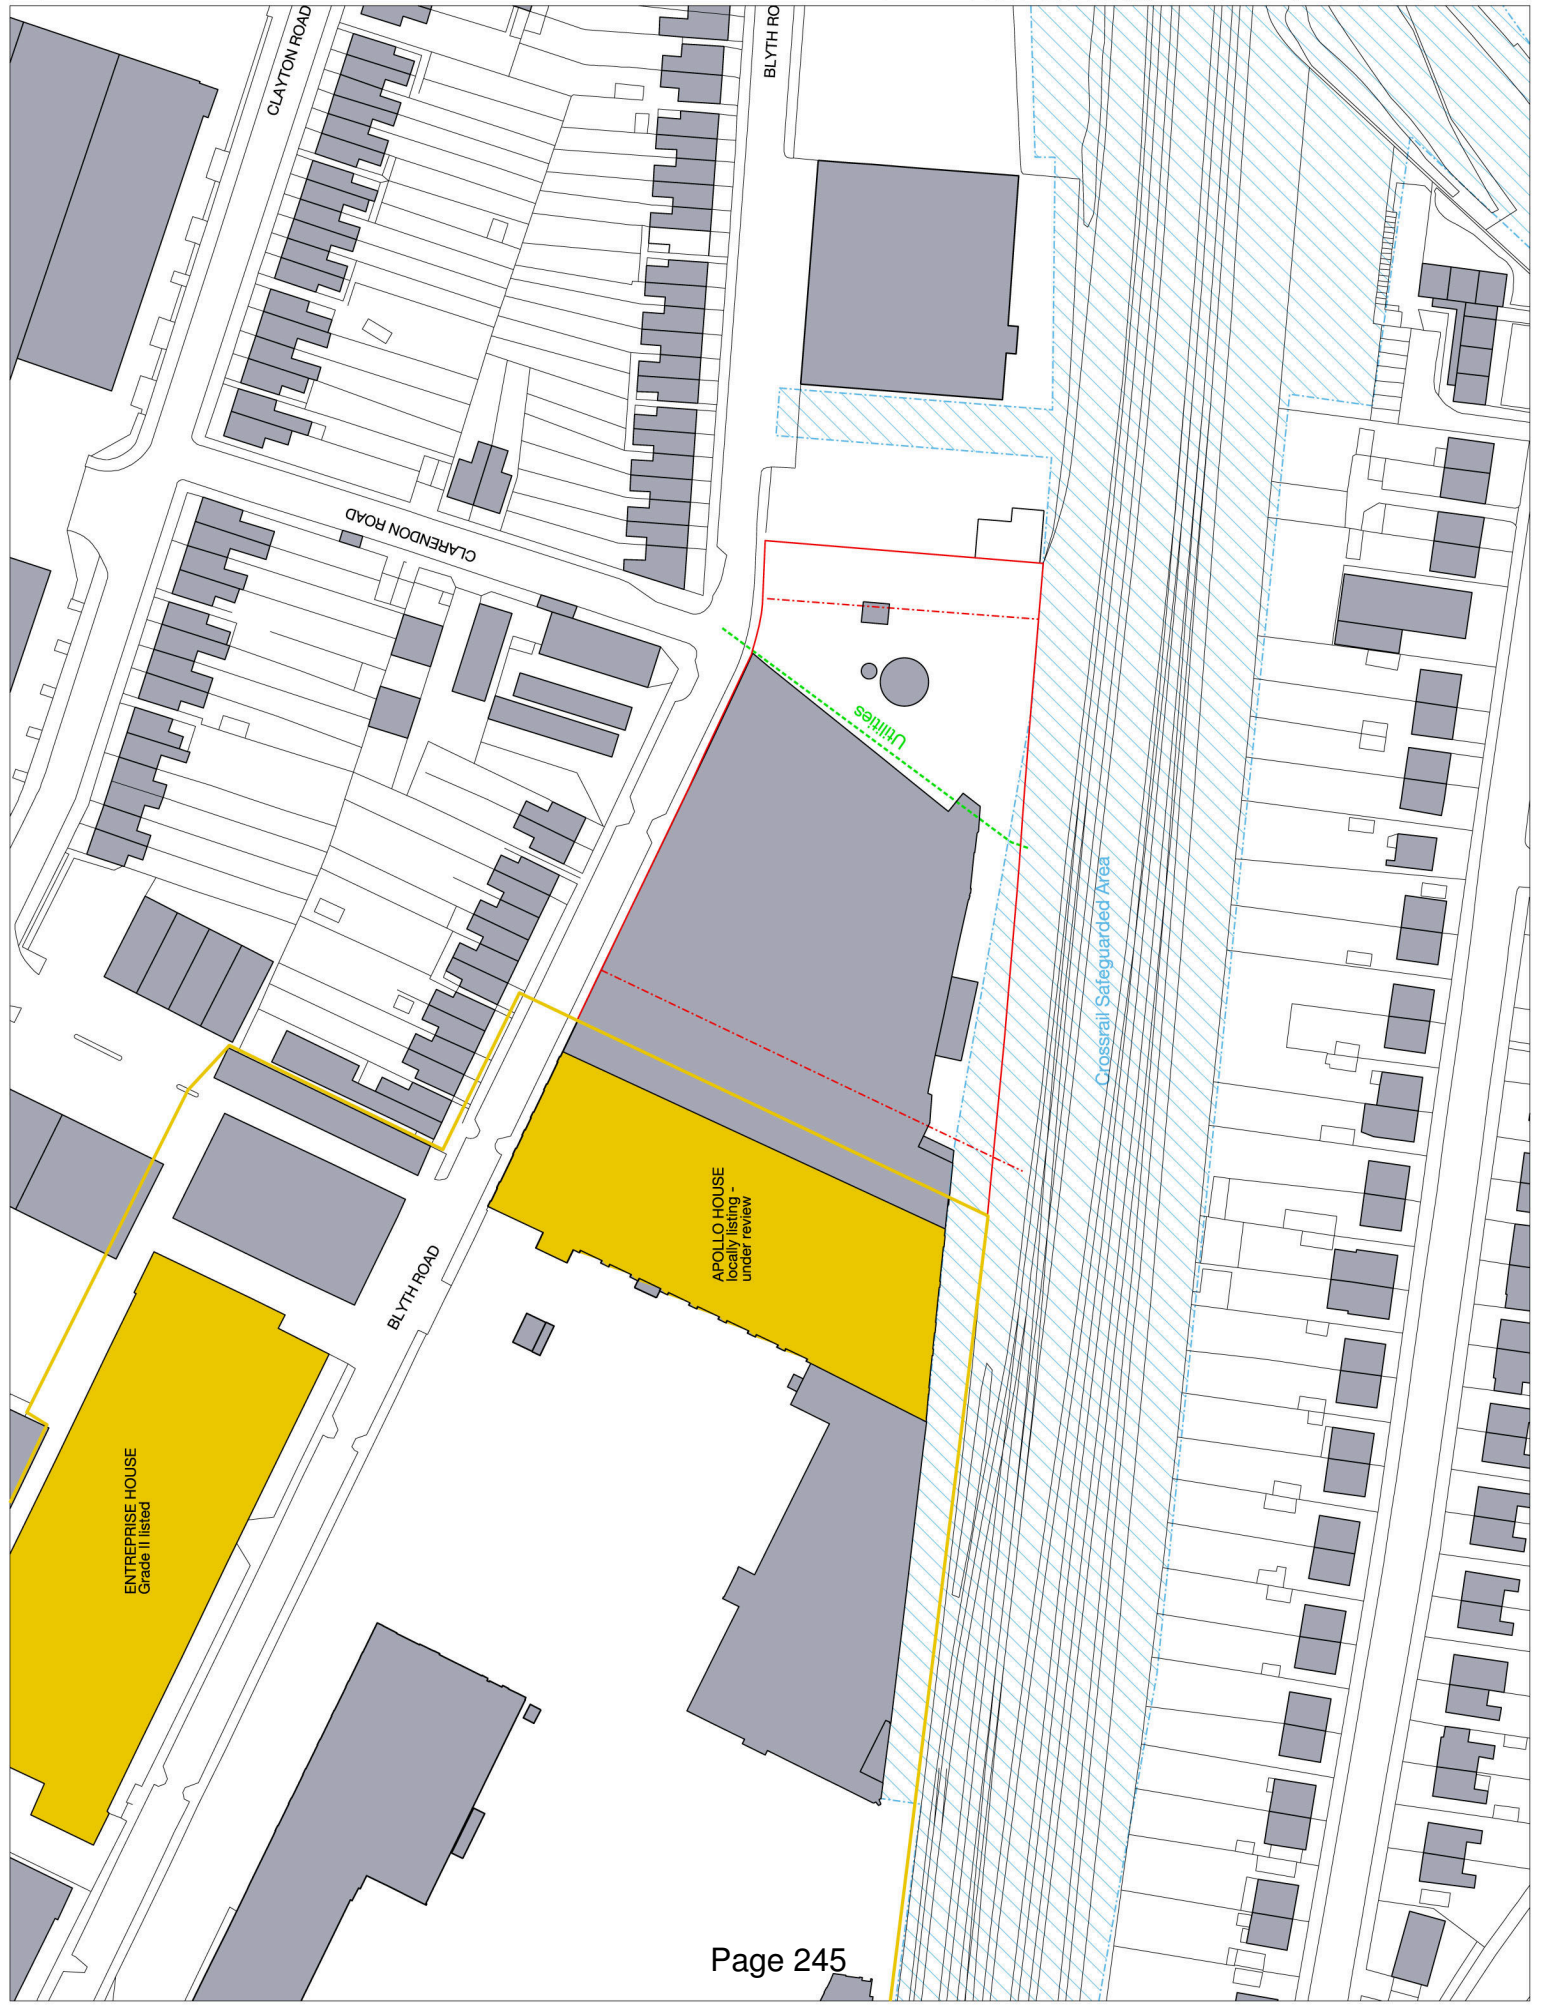 CLAYTON ROAD
BLYTH RO
CLARENDON ROAD
Utilities
Crossrail Safeguarded Area
APOLLO HOUSE
locally listing -
under review
BLYTH ROAD
ENTREPRISE HOUSE
Grade II listed
Page 245